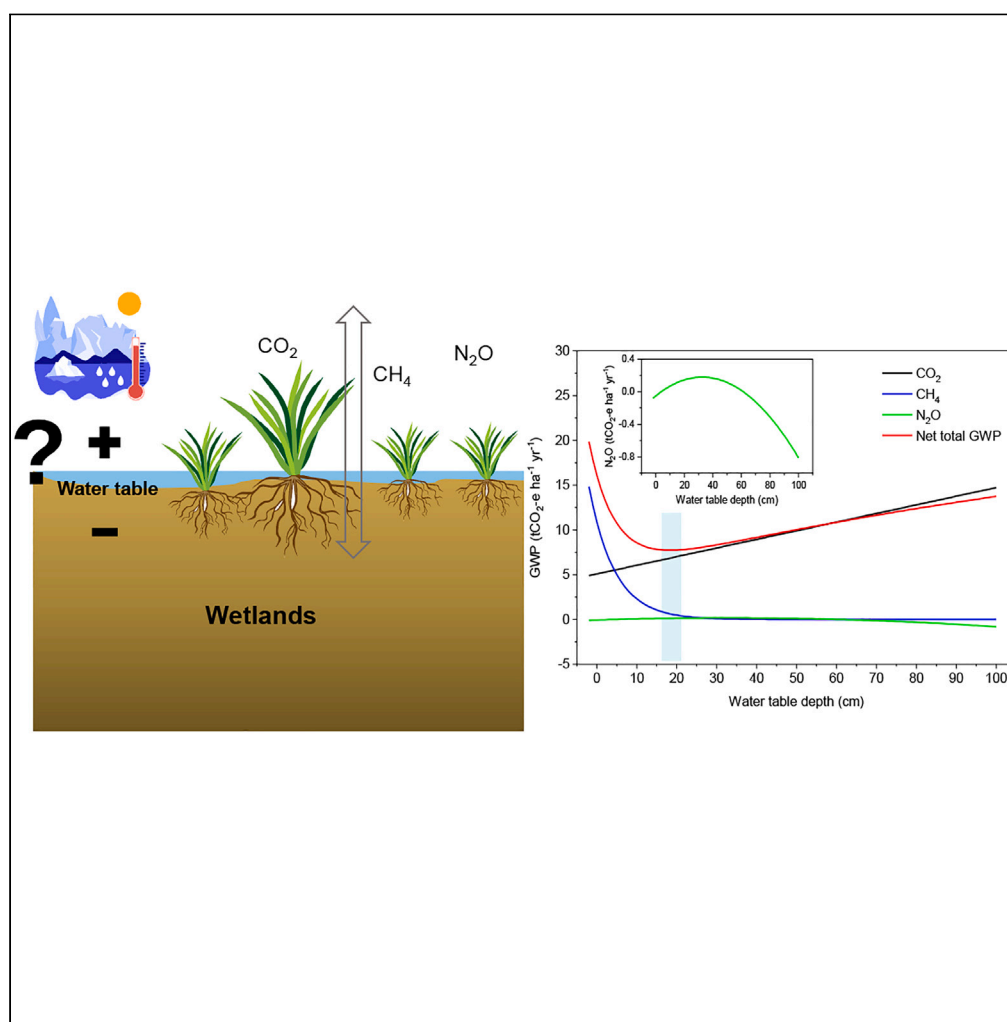 CO₂
CH₄
N₂O
?
+
Water table
-
Wetlands
GWP (tCO₂-e ha⁻¹ yr⁻¹)
30
25
20
15
10
5
0
-5
0 10 20 30 40 50 60 70 80 90 100
Water table depth (cm)
N₂O (tCO₂-e ha⁻¹ yr⁻¹)
0.4
0.0
-0.4
-0.8
0 20 40 60 80 100
Water table depth (cm)
CO₂
CH₄
N₂O
Net total GWP